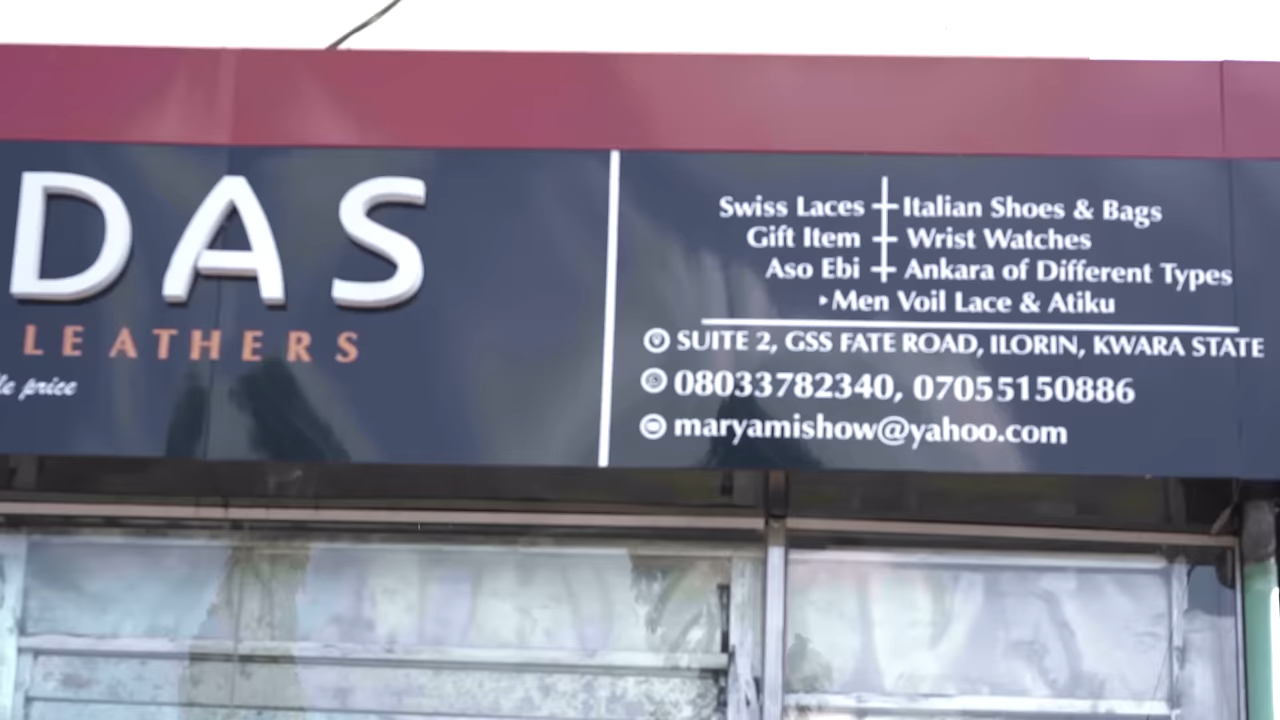 DAS
LEATHERS
price
Swiss Laces
Italian Shoes & Bags
Gift Item
Wrist Watches
Aso Ebi
Ankara of Different Types
Men Voil Lace & Atiku
SUITE 2, GSS FATE ROAD, ILORIN, KWARA STATE
08033782340, 07055150886
maryamishow@yahoo.com